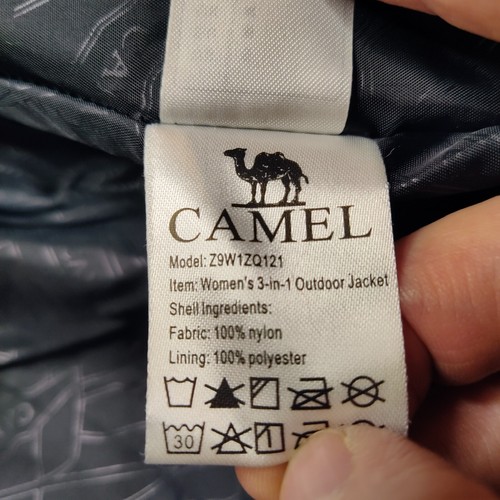 CAMEL
Model: Z9W1ZQ121
Item: Women's 3-in-1 Outdoor Jacket
Shell Ingredients:
Fabric: 100% nylon
Lining: 100% polyester
30